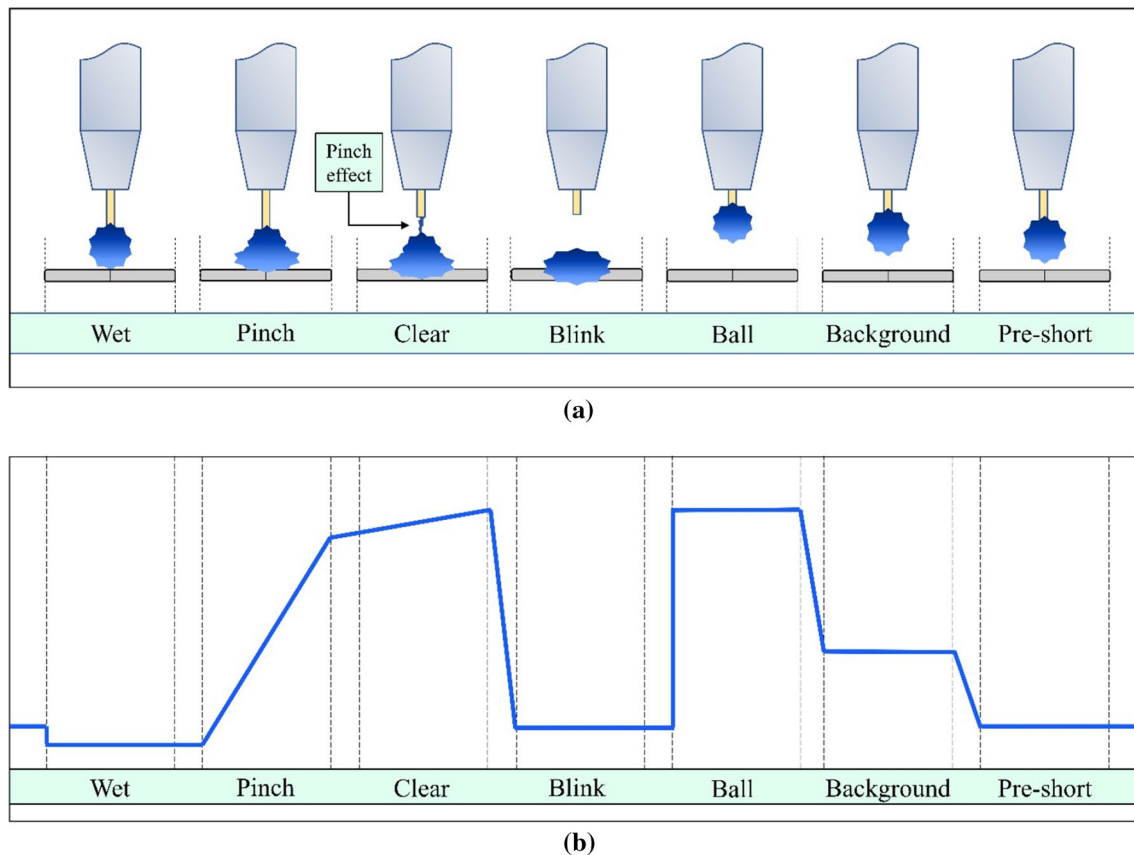 Pinch
effect
Wet Pinch Clear Blink Ball Background Pre-short
(a)
Wet Pinch Clear Blink Ball Background Pre-short
(b)